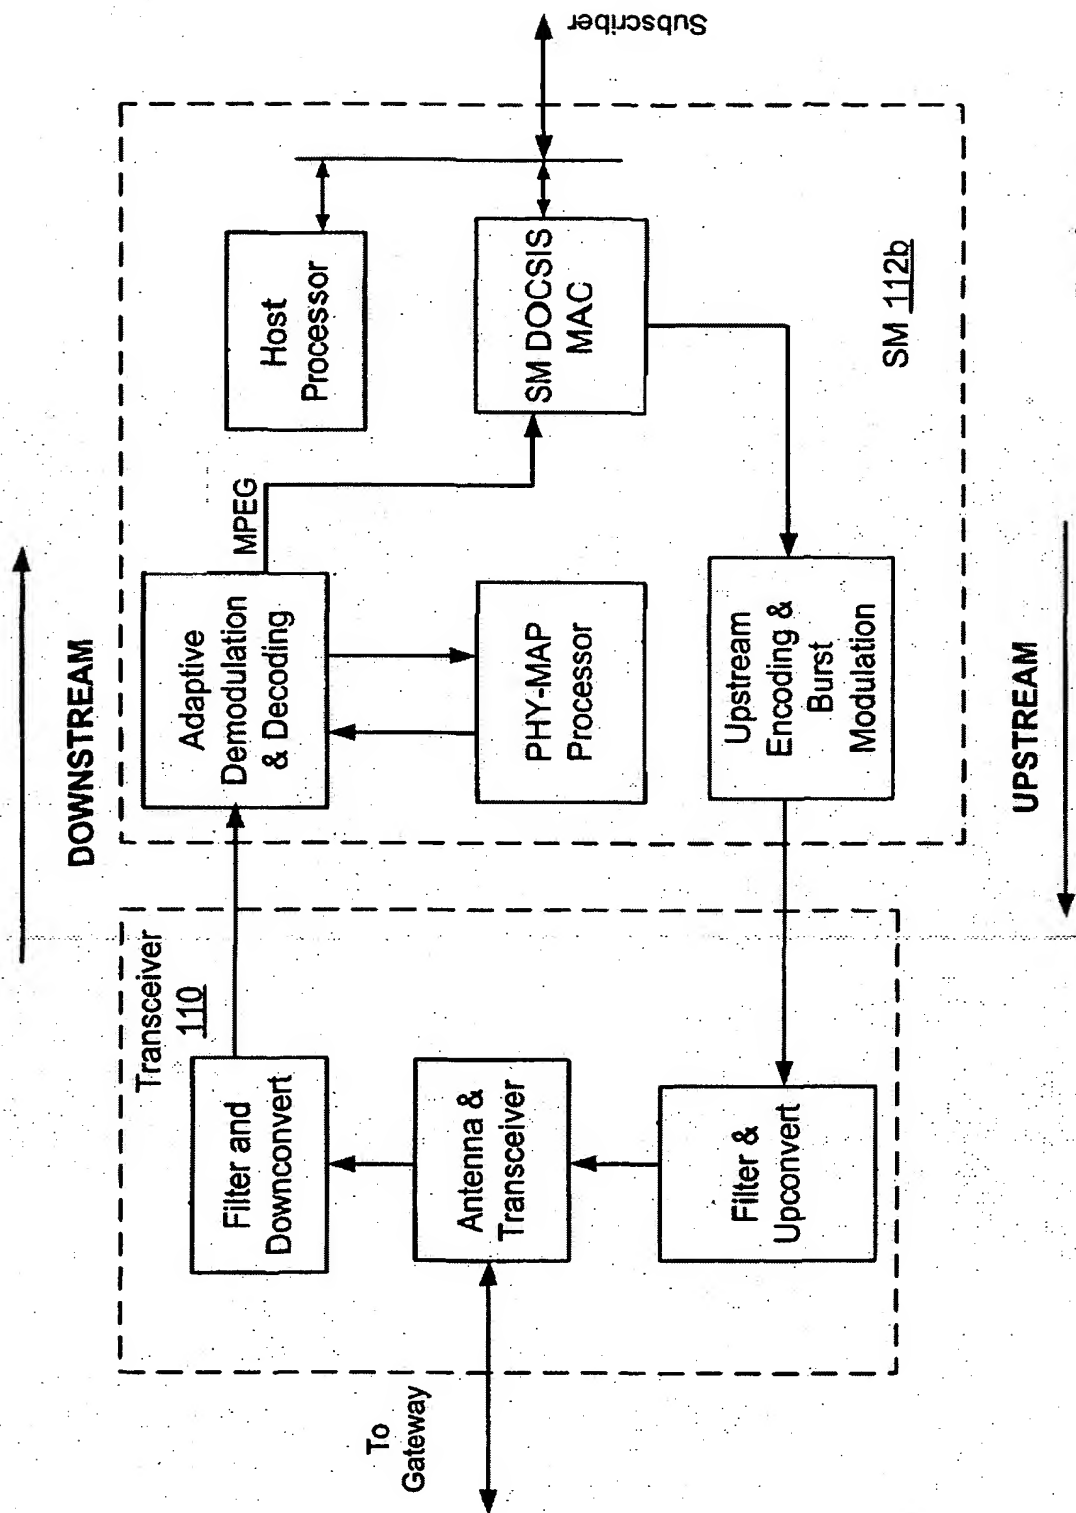 DOWNSTREAM
Transceiver
110
Filter and
Downconvert
Antenna &
Transceiver
Filter &
Upconvert
To
Gateway
Adaptive
Demodulation
& Decoding
MPEG
PHY-MAP
Processor
Upstream
Encoding &
Burst
Modulation
Host
Processor
SM DOCSIS
MAC
SM 112b
Subscriber
UPSTREAM